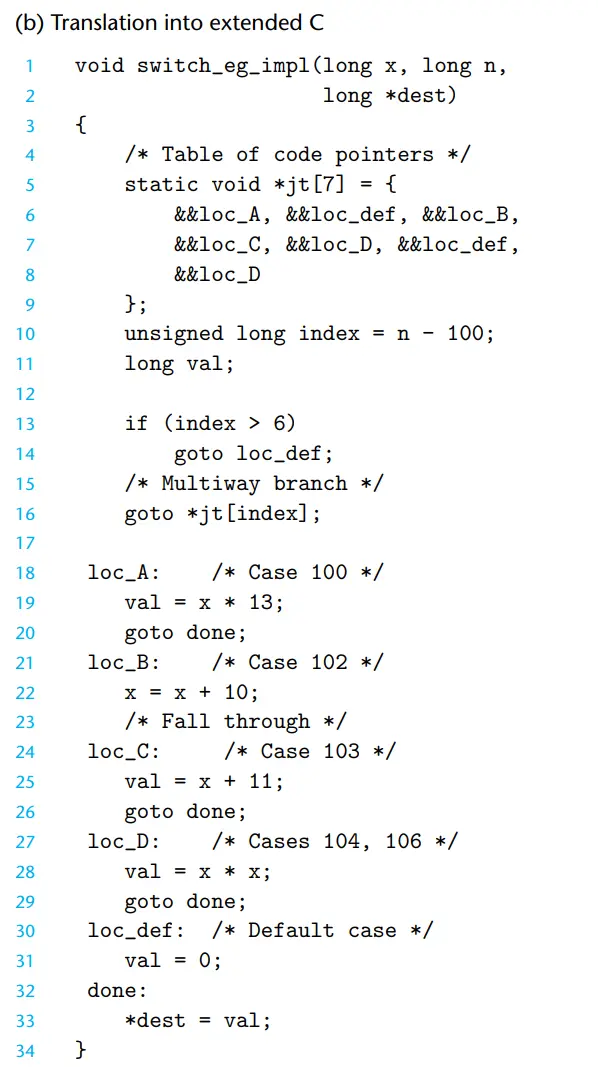 (b) Translation into extended C
1 void switch_eg_impl(long x, long n,
2 long *dest)
3 {
4 /* Table of code pointers */
5 static void *jt[7] = {
6 &&loc_A, &&loc_def, &&loc_B,
7 &&loc_C, &&loc_D, &&loc_def,
8 &&loc_D
9 };
10 unsigned long index = n - 100;
11 long val;
12
13 if (index > 6)
14 goto loc_def;
15 /* Multiway branch */
16 goto *jt[index];
17
18 loc_A: /* Case 100 */
19 val = x * 13;
20 goto done;
21 loc_B: /* Case 102 */
22 x = x + 10;
23 /* Fall through */
24 loc_C: /* Case 103 */
25 val = x + 11;
26 goto done;
27 loc_D: /* Cases 104, 106 */
28 val = x * x;
29 goto done;
30 loc_def: /* Default case */
31 val = 0;
32 done:
33 *dest = val;
34 }